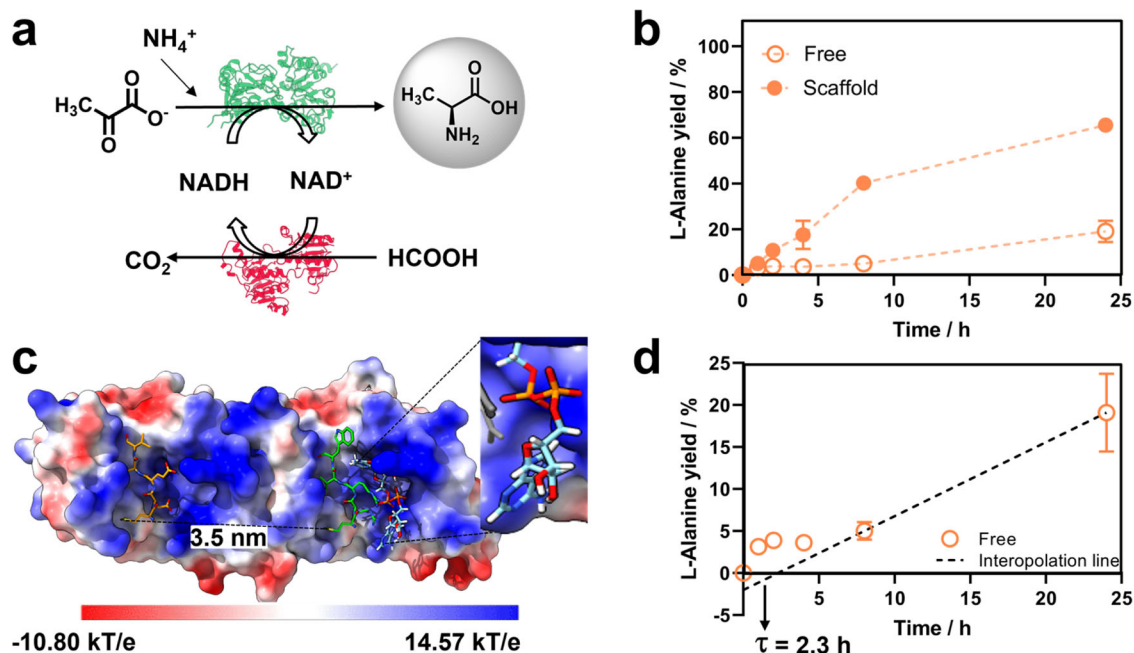 a
NH₄⁺
H₃C
O
O⁻
O
H₃C
O
OH
NH₂
NADH
NAD⁺
CO₂
HCOOH
b
L-Alanine yield / %
100
80
60
40
20
0
Free
Scaffold
0
5
10
15
20
25
Time / h
c
3.5 nm
-10.80 kT/e
14.57 kT/e
d
L-Alanine yield / %
25
20
15
10
5
0
-5
Free
Interopolation line
5
10
15
20
25
Time / h
τ = 2.3 h